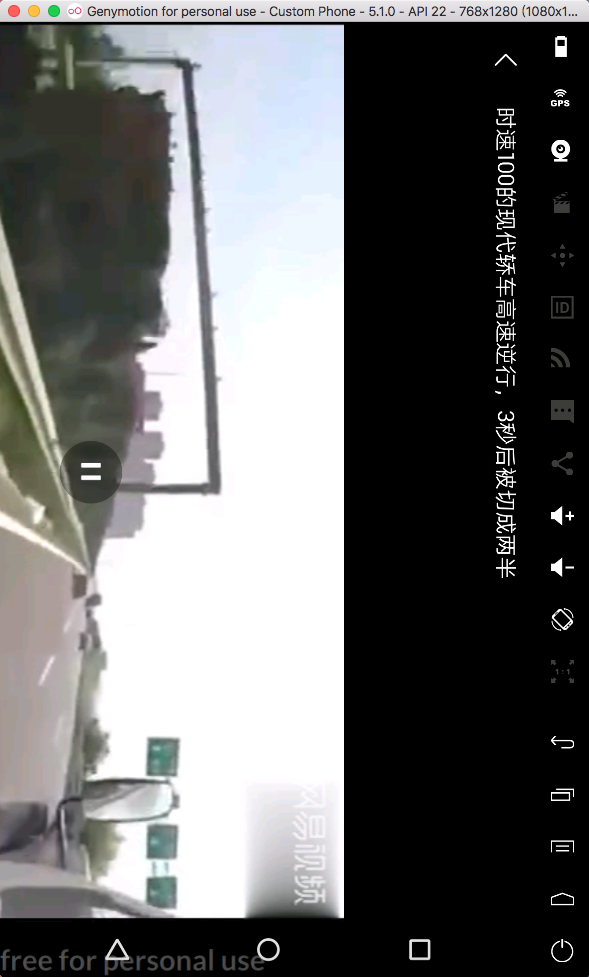 Genymotion for personal use - Custom Phone - 5.1.0 - API 22 - 768x1280 (1080x1...
GPS
时速100的现代轿车高速逆行，3秒后被切成两半
ID
1:1
网易视频
free for personal use